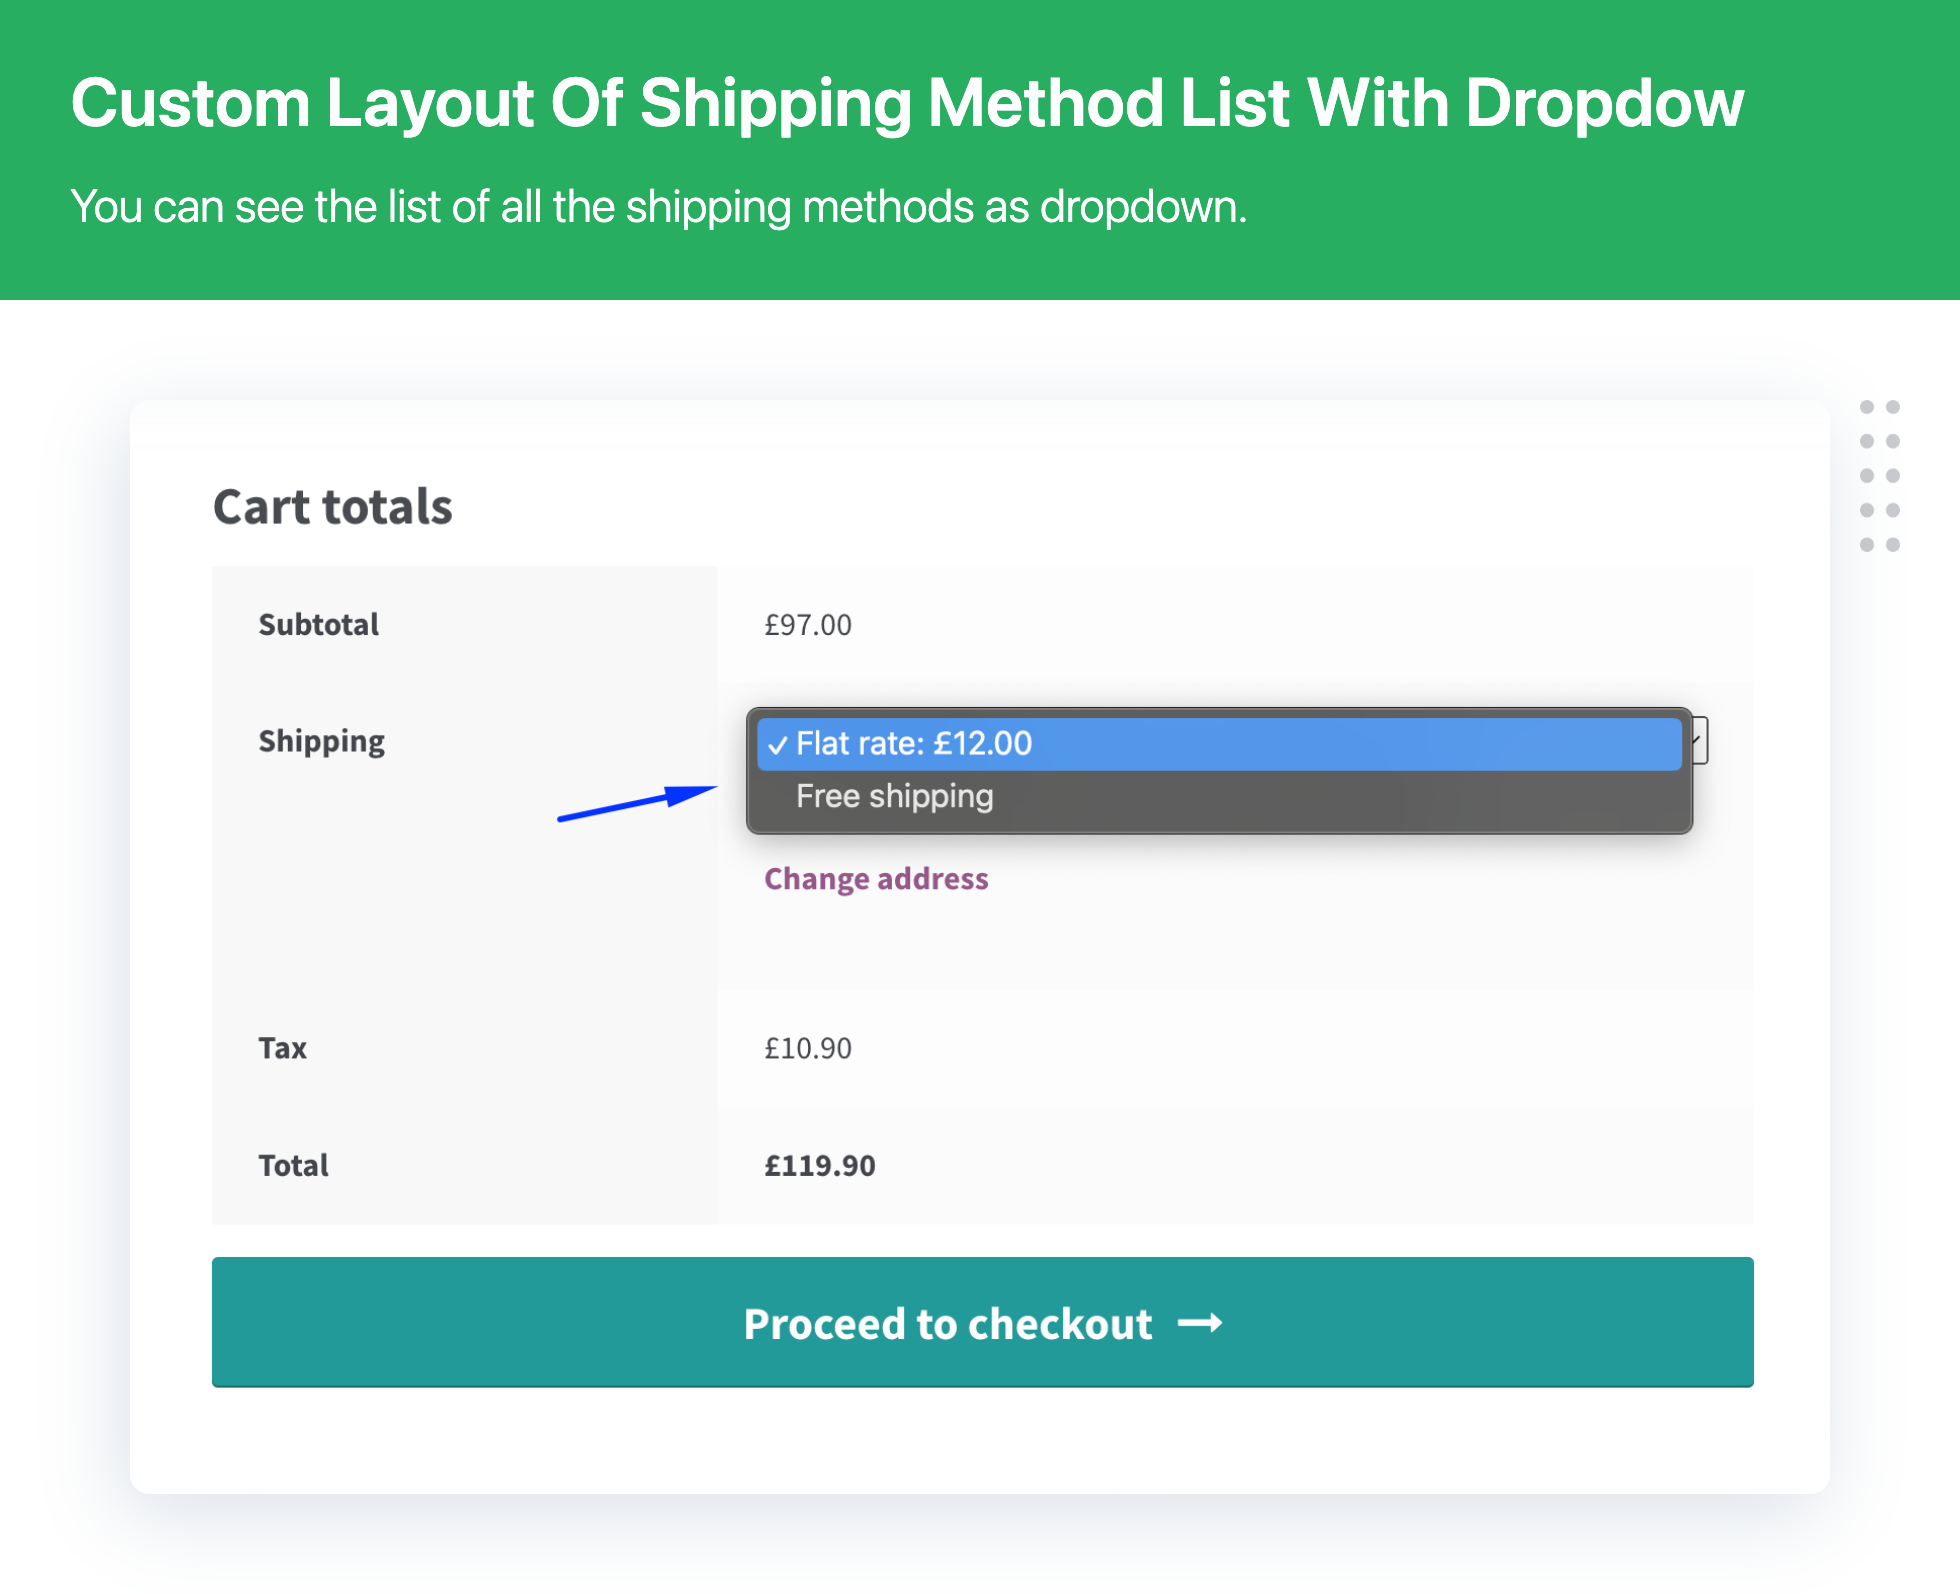 Custom Layout Of Shipping Method List With Dropdow
You can see the list of all the shipping methods as dropdown.
Cart totals
Subtotal £97.00
Shipping ✓ Flat rate: £12.00
Free shipping
Change address
Tax £10.90
Total £119.90
Proceed to checkout →